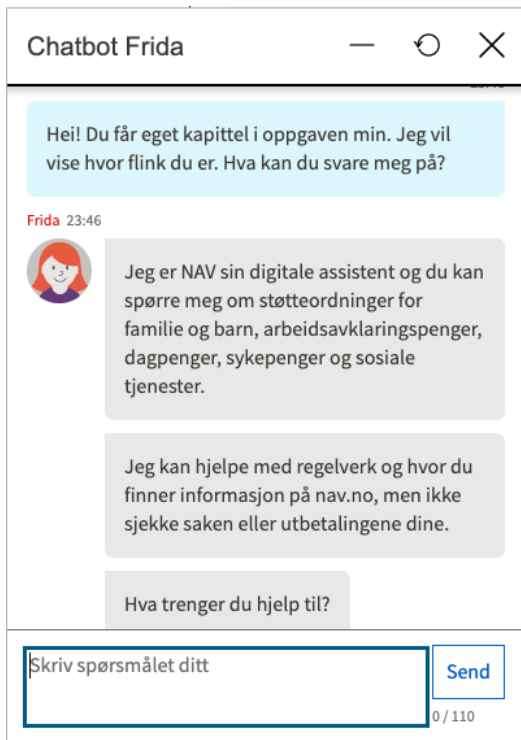 Chatbot Frida
Hei! Du får eget kapittel i oppgaven min. Jeg vil
vise hvor flink du er. Hva kan du svare meg på?
Frida 23:46
Jeg er NAV sin digitale assistent og du kan
spørre meg om støtteordninger for
familie og barn, arbeidsavklaringspenger,
dagpenger, sykepenger og sosiale
tjenester.
Jeg kan hjelpe med regelverk og hvor du
finner informasjon på nav.no, men ikke
sjekke saken eller utbetalingene dine.
Hva trenger du hjelp til?
Skriv spørsmålet ditt
Send
0 / 110